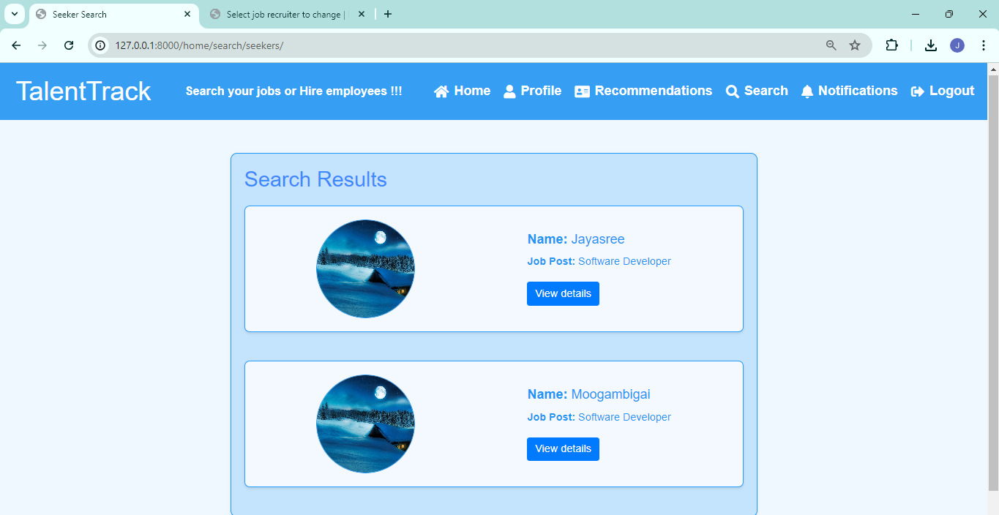 Seeker Search
Select job recruiter to change |
127.0.0.1:8000/home/search/seekers/
J
TalentTrack
Search your jobs or Hire employees !!!
Home
Profile
Recommendations
Search
Notifications
Logout
Search Results
Name: Jayasree
Job Post: Software Developer
View details
Name: Moogambigai
Job Post: Software Developer
View details